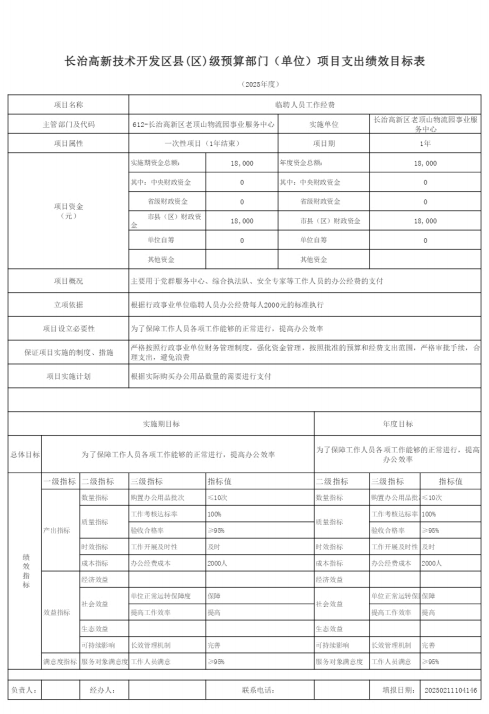 长治高新技术开发区县(区)级预算部门（单位）项目支出绩效目标表
（2025年度）
项目名称 临聘人员工作经费
主管部门及代码 612-长治高新区老顶山物流园事业服务中心 实施单位 长治高新区老顶山物流园事业服务中心
项目属性 一次性项目（1年结束） 项目期 1年
项目资金（元） 实施期资金总额： 18,000 年度资金总额： 18,000
其中：中央财政资金 0 其中：中央财政资金 0
省级财政资金 0 省级财政资金 0
市县（区）财政资金 18,000 市县（区）财政资金 18,000
单位自筹 0 单位自筹 0
其他资金 其他资金
项目概况 主要用于党群服务中心、综合执法队、安全专家等工作人员的办公经费的支付
立项依据 根据行政事业单位临聘人员办公经费每人2000元的标准执行
项目设立必要性 为了保障工作人员各项工作能够的正常进行，提高办公效率
保证项目实施的制度、措施 严格按照行政事业单位财务管理制度，强化资金管理、按照批准的预算和经费支出范围，严格审批手续，合理支出，避免浪费
项目实施计划 根据实际购买办公用品数量的需要进行支付
实施期目标 年度目标
总体目标 为了保障工作人员各项工作能够的正常进行，提高办公效率 为了保障工作人员各项工作能够的正常进行，提高办公效率
绩效指标 一级指标 二级指标 三级指标 指标值 二级指标 三级指标 指标值
产出指标 数量指标 购置办公用品批次 ≤10次 数量指标 购置办公用品批 ≤10次
质量指标 工作考核达标率 100% 质量指标 工作考核达标率 100%
验收合格率 ≥95% 验收合格率 ≥95%
时效指标 工作开展及时性 及时 时效指标 工作开展及时性 及时
成本指标 办公经费成本 2000人 成本指标 办公经费成本 2000人
效益指标 经济效益 经济效益
社会效益 单位正常运转保障度 保障 社会效益 单位正常运转保 保障
提高工作效率 提高 提高工作效率 提高
生态效益 生态效益
可持续影响 长效管理机制 完善 可持续影响 长效管理机制 完善
满意度指标 服务对象满意度 工作人员满意 ≥95% 服务对象满意度 工作人员满意 ≥95%
负责人： 经办人： 联系电话： 填报日期： 20250211104146